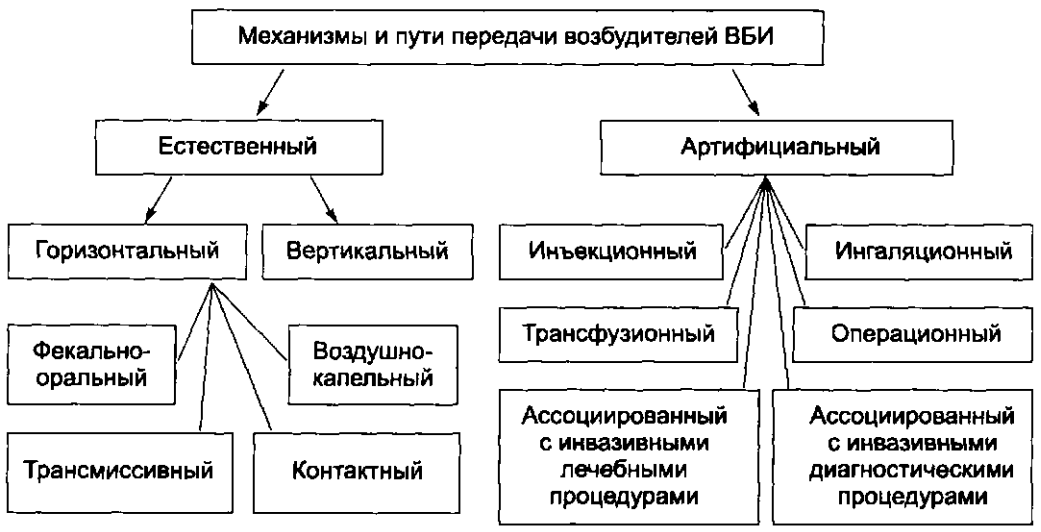 Механизмы и пути передачи возбудителей ВБИ
Естественный
Артифициальный
Горизонтальный
Вертикальный
Инъекционный
Ингаляционный
Трансфузионный
Операционный
Фекально-
оральный
Воздушно-
капельный
Трансмиссивный
Контактный
Ассоциированный
с инвазивными
лечебными
процедурами
Ассоциированный
с инвазивными
диагностическими
процедурами